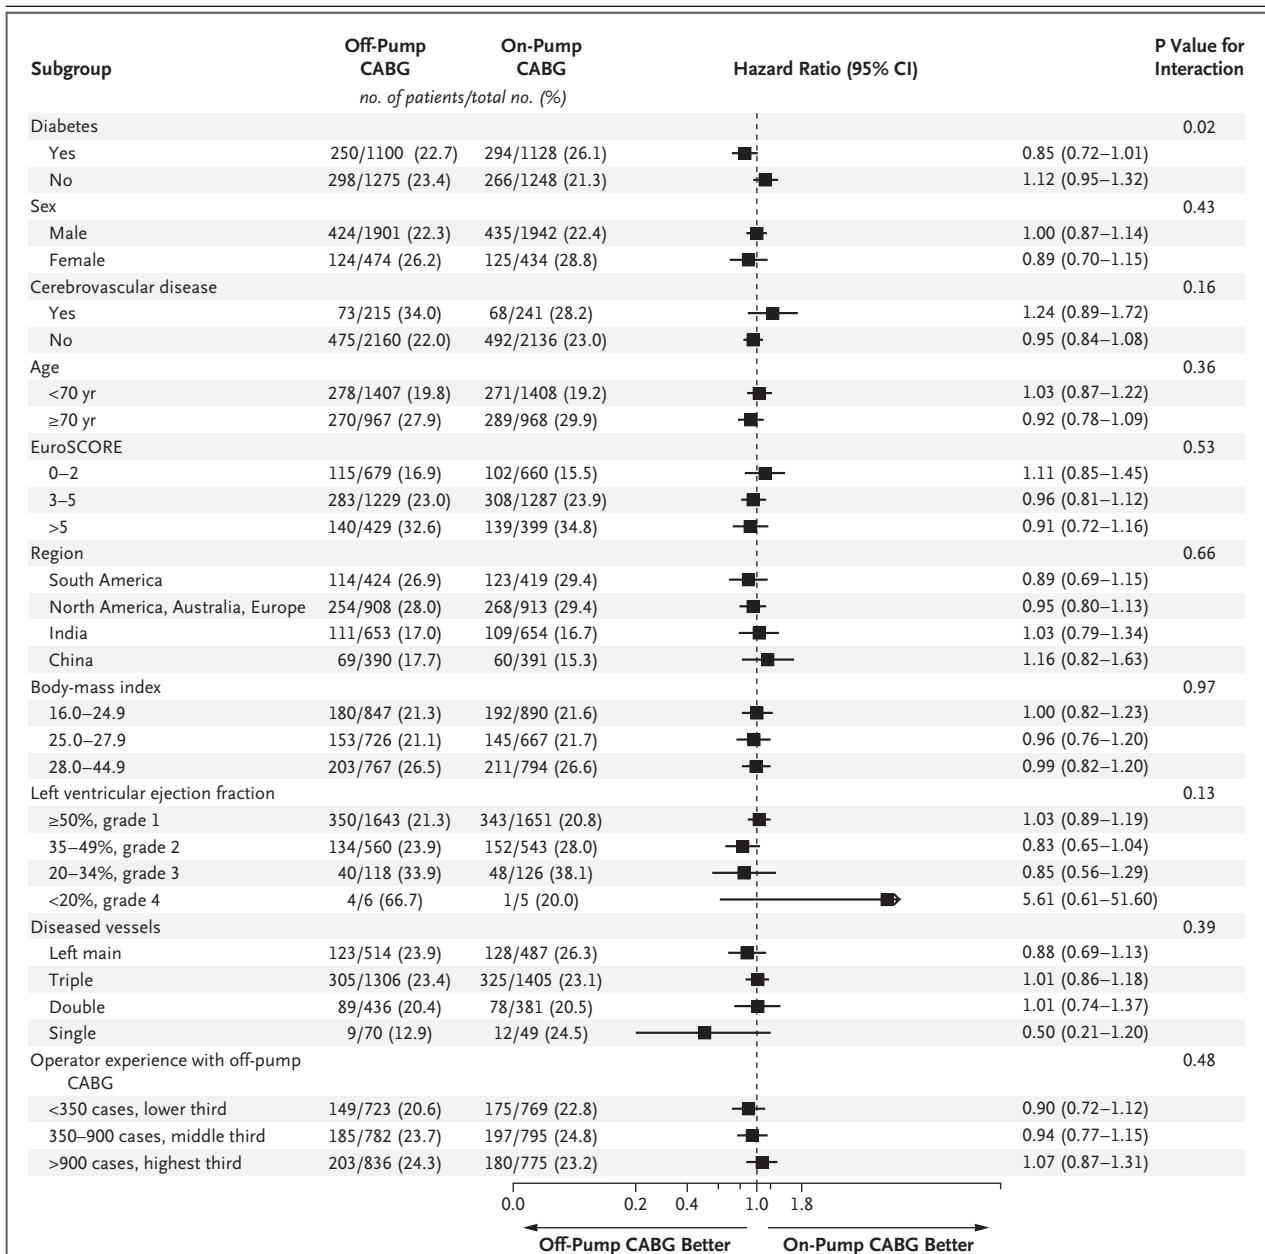 Subgroup Off-Pump CABG On-Pump CABG Hazard Ratio (95% CI) P Value for Interaction
no. of patients/total no. (%)
Diabetes 0.02
Yes 250/1100 (22.7) 294/1128 (26.1) 0.85 (0.72–1.01)
No 298/1275 (23.4) 266/1248 (21.3) 1.12 (0.95–1.32)
Sex 0.43
Male 424/1901 (22.3) 435/1942 (22.4) 1.00 (0.87–1.14)
Female 124/474 (26.2) 125/434 (28.8) 0.89 (0.70–1.15)
Cerebrovascular disease 0.16
Yes 73/215 (34.0) 68/241 (28.2) 1.24 (0.89–1.72)
No 475/2160 (22.0) 492/2136 (23.0) 0.95 (0.84–1.08)
Age 0.36
<70 yr 278/1407 (19.8) 271/1408 (19.2) 1.03 (0.87–1.22)
≥70 yr 270/967 (27.9) 289/968 (29.9) 0.92 (0.78–1.09)
EuroSCORE 0.53
0–2 115/679 (16.9) 102/660 (15.5) 1.11 (0.85–1.45)
3–5 283/1229 (23.0) 308/1287 (23.9) 0.96 (0.81–1.12)
>5 140/429 (32.6) 139/399 (34.8) 0.91 (0.72–1.16)
Region 0.66
South America 114/424 (26.9) 123/419 (29.4) 0.89 (0.69–1.15)
North America, Australia, Europe 254/908 (28.0) 268/913 (29.4) 0.95 (0.80–1.13)
India 111/653 (17.0) 109/654 (16.7) 1.03 (0.79–1.34)
China 69/390 (17.7) 60/391 (15.3) 1.16 (0.82–1.63)
Body-mass index 0.97
16.0–24.9 180/847 (21.3) 192/890 (21.6) 1.00 (0.82–1.23)
25.0–27.9 153/726 (21.1) 145/667 (21.7) 0.96 (0.76–1.20)
28.0–44.9 203/767 (26.5) 211/794 (26.6) 0.99 (0.82–1.20)
Left ventricular ejection fraction 0.13
≥50%, grade 1 350/1643 (21.3) 343/1651 (20.8) 1.03 (0.89–1.19)
35–49%, grade 2 134/560 (23.9) 152/543 (28.0) 0.83 (0.65–1.04)
20–34%, grade 3 40/118 (33.9) 48/126 (38.1) 0.85 (0.56–1.29)
<20%, grade 4 4/6 (66.7) 1/5 (20.0) 5.61 (0.61–51.60)
Diseased vessels 0.39
Left main 123/514 (23.9) 128/487 (26.3) 0.88 (0.69–1.13)
Triple 305/1306 (23.4) 325/1405 (23.1) 1.01 (0.86–1.18)
Double 89/436 (20.4) 78/381 (20.5) 1.01 (0.74–1.37)
Single 9/70 (12.9) 12/49 (24.5) 0.50 (0.21–1.20)
Operator experience with off-pump 0.48
CABG
<350 cases, lower third 149/723 (20.6) 175/769 (22.8) 0.90 (0.72–1.12)
350–900 cases, middle third 185/782 (23.7) 197/795 (24.8) 0.94 (0.77–1.15)
>900 cases, highest third 203/836 (24.3) 180/775 (23.2) 1.07 (0.87–1.31)
0.0 0.2 0.4 1.0 1.8
Off-Pump CABG Better On-Pump CABG Better